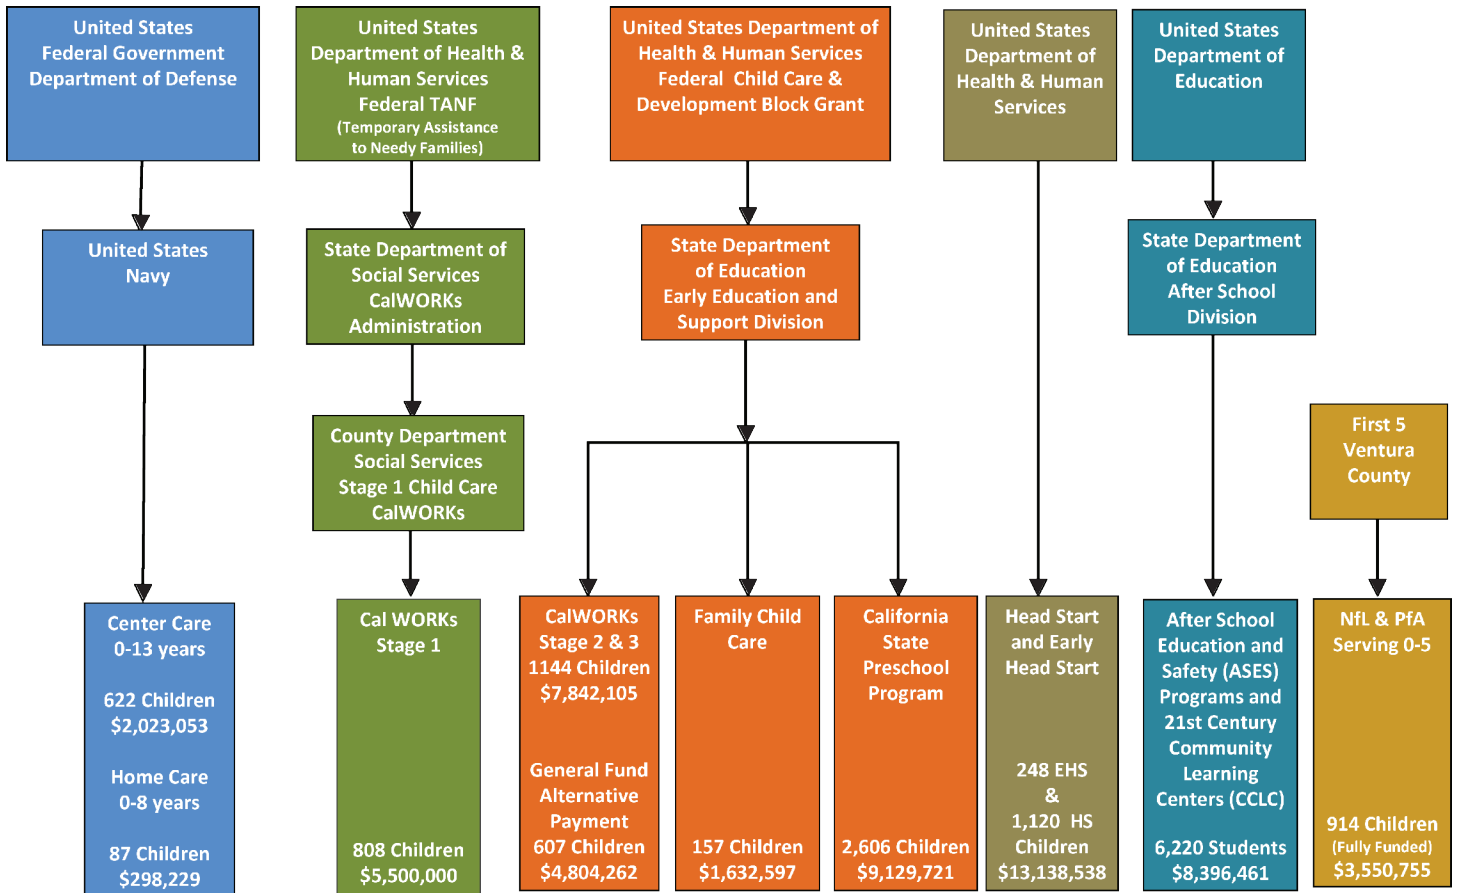 United States
Federal Government
Department of Defense
United States
Department of Health &
Human Services
Federal TANF
(Temporary Assistance
to Needy Families)
United States Department of
Health & Human Services
Federal Child Care &
Development Block Grant
United States
Department of
Health & Human
Services
United States
Department of
Education
United States
Navy
State Department of
Social Services
CalWORKs
Administration
State Department
of Education
Early Education and
Support Division
State Department
of Education
After School
Division
County Department
Social Services
Stage 1 Child Care
CalWORKs
First 5
Ventura
County
Center Care
0-13 years
622 Children
$2,023,053
Home Care
0-8 years
87 Children
$298,229
Cal WORKs
Stage 1
808 Children
$5,500,000
CalWORKs
Stage 2 & 3
1144 Children
$7,842,105
General Fund
Alternative
Payment
607 Children
$4,804,262
Family Child
Care
157 Children
$1,632,597
California
State
Preschool
Program
2,606 Children
$9,129,721
Head Start
and Early
Head Start
248 EHS
&
1,120 HS
Children
$13,138,538
After School
Education and
Safety (ASES)
Programs and
21st Century
Community
Learning
Centers (CCLC)
6,220 Students
$8,396,461
NfL & PfA
Serving 0-5
914 Children
(Fully Funded)
$3,550,755